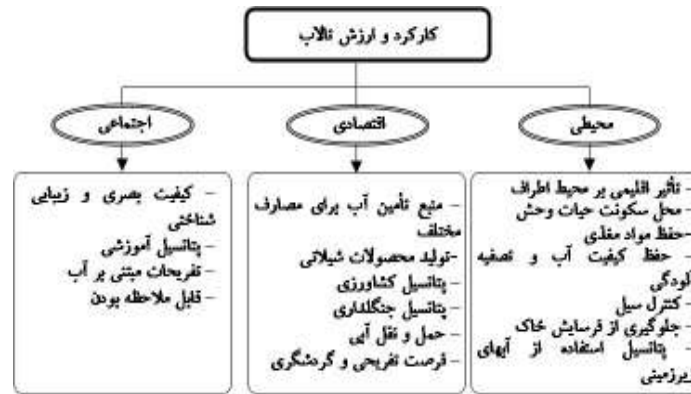 کارکرد و ارزش تالاب
محیطی
- تأثیر اقلیمی بر محیط اطراف
- محل سکونت حیات وحش
-حفظ مواد مغذی
- حفظ کیفیت آب و تصفیه
لودگی
- کنترل سیل
- جلوگیری از فرسایش خاک
- پتانسیل استفاده از آبهای
زیرزمینی
اقتصادی
- منبع تأمین آب برای مصارف
مختلف
-تولید محصولات شیلاتی
- پتانسیل کشاورزی
- پتانسیل جنگلداری
- حمل و نقل آبی
- فرصت تفریحی و گردشگری
اجتماعی
- کیفیت بصری و زیبایی
شناختی
- پتانسیل آموزشی
- تفریحات مبتنی بر آب
- قابل ملاحظه بودن